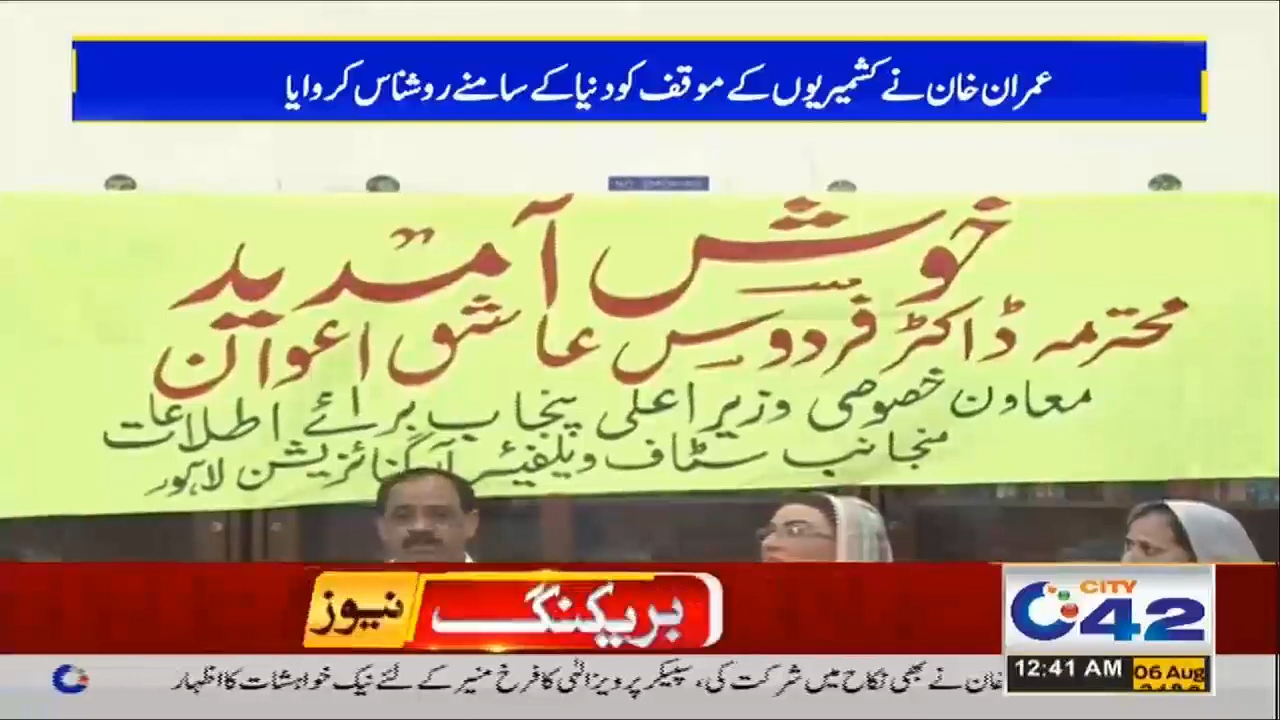 عمران خان نے کشمیریوں کے موقف کو دنیا کے سامنے روشناس کروایا
خوش آمدید
محترمہ ڈاکٹر فردوس عاشق اعوان
معاون خصوصی وزیر اعلی پنجاب برائے اطلاعات
منجانب سٹاف ویلفیئر آرگنائزیشن لاہور
بریکنگ نیوز
CITY
42
12:41 AM 06 Aug
خان نے بھی نکاح میں شرکت کی، سپیکر پرویز الٰہی کا فرخ منیر کے لئے نیک خواہشات کا اظہار